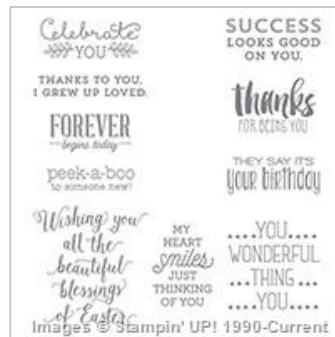 Celebrate
YOU
THANKS TO YOU,
I GREW UP LOVED.
FOREVER
begins today
peek-a-boo
to someone new!
Wishing you
all the
beautiful
blessings
of Easter
SUCCESS
LOOKS GOOD
ON YOU.
thanks
FOR BEING YOU
THEY SAY IT'S
your birthday
MY
HEART
smiles
JUST
THINKING
OF YOU
....YOU....
WONDERFUL
...THING...
....YOU....
Images © Stampin' UP! 1990-Current